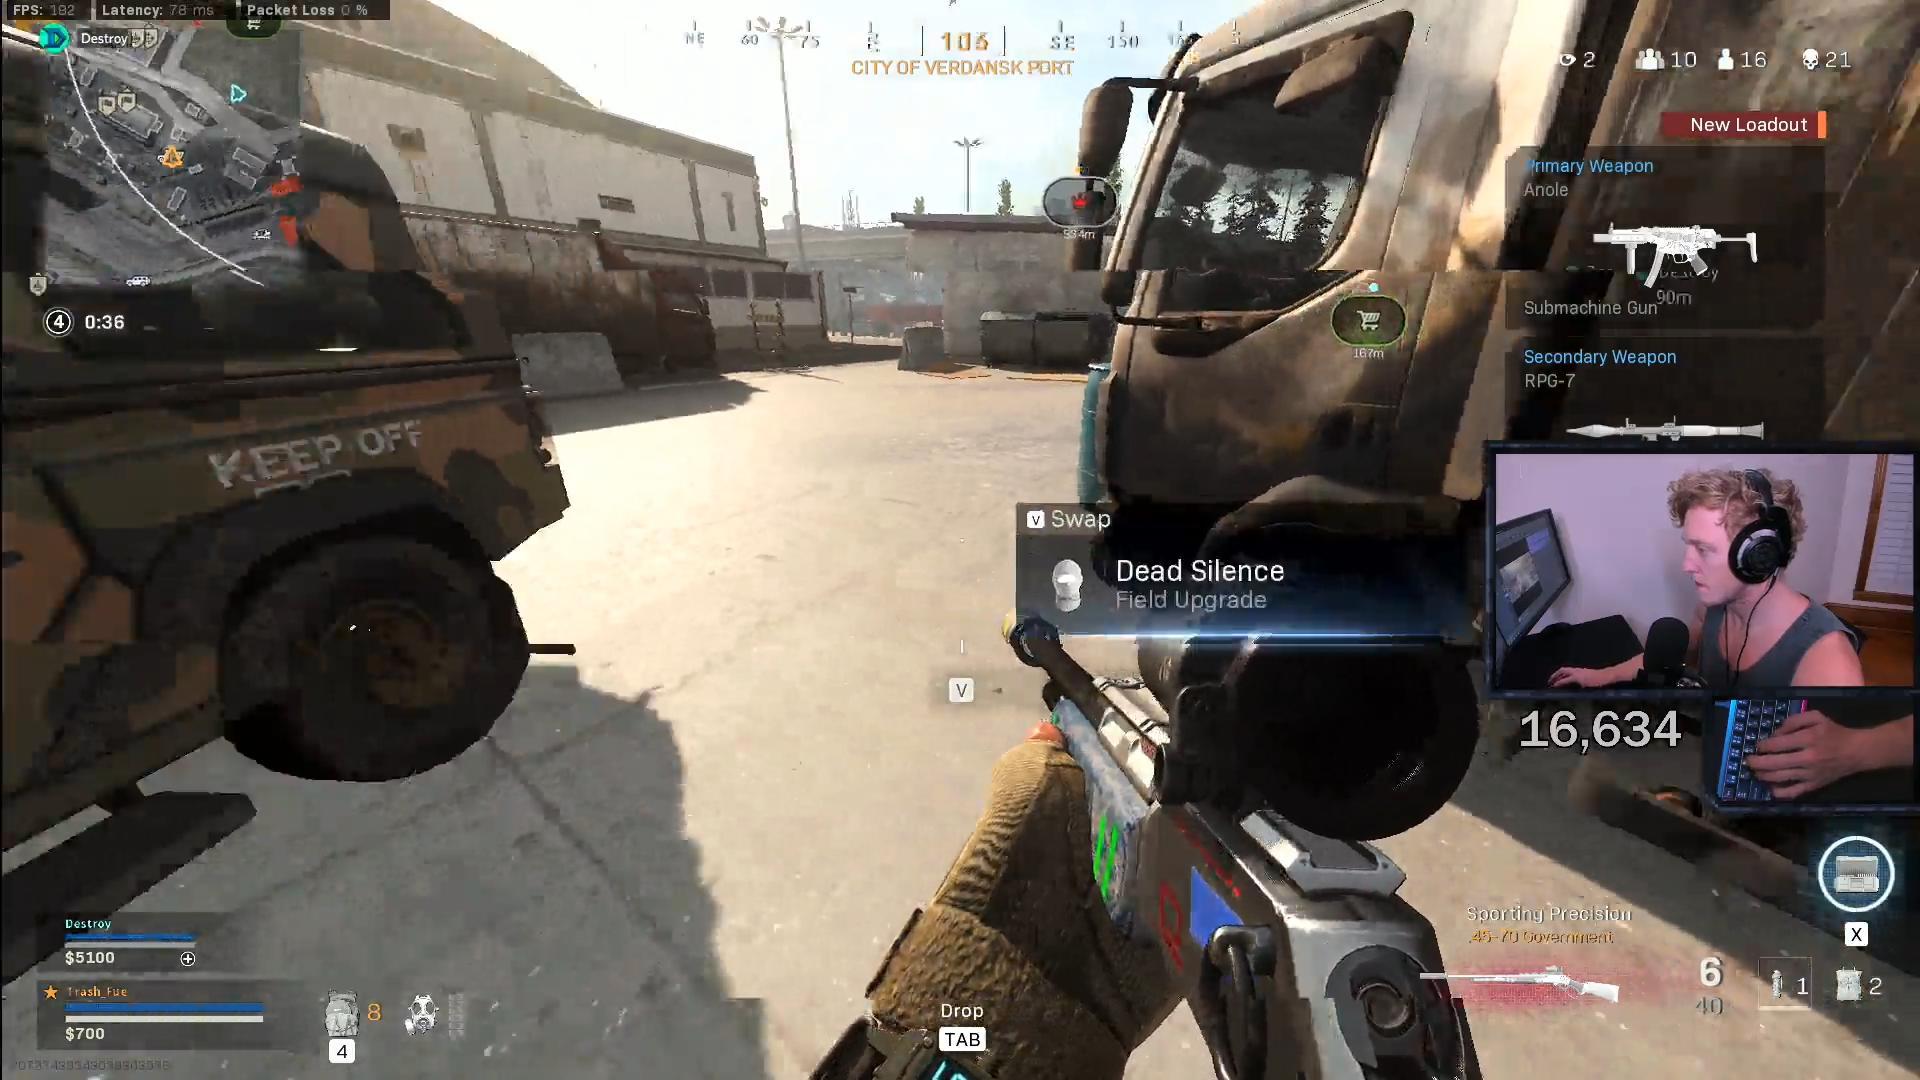 FPS: 192 Latency: 78 ms Packet Loss 0 %
Destroy
NE 60 75 E 105 SE 150
CITY OF VERDANSK PORT
2 10 16 21
New Loadout
Primary Weapon
Anole
90m
Submachine Gun
Secondary Weapon
RPG-7
4 0:36
167m
KEEP OFF
V Swap
Dead Silence
Field Upgrade
V
16,634
Destroy
$5100
Trash_Fue
$700
8
4
Drop
TAB
Sporting Precision
.45-70 Government
6
40
1
2
X